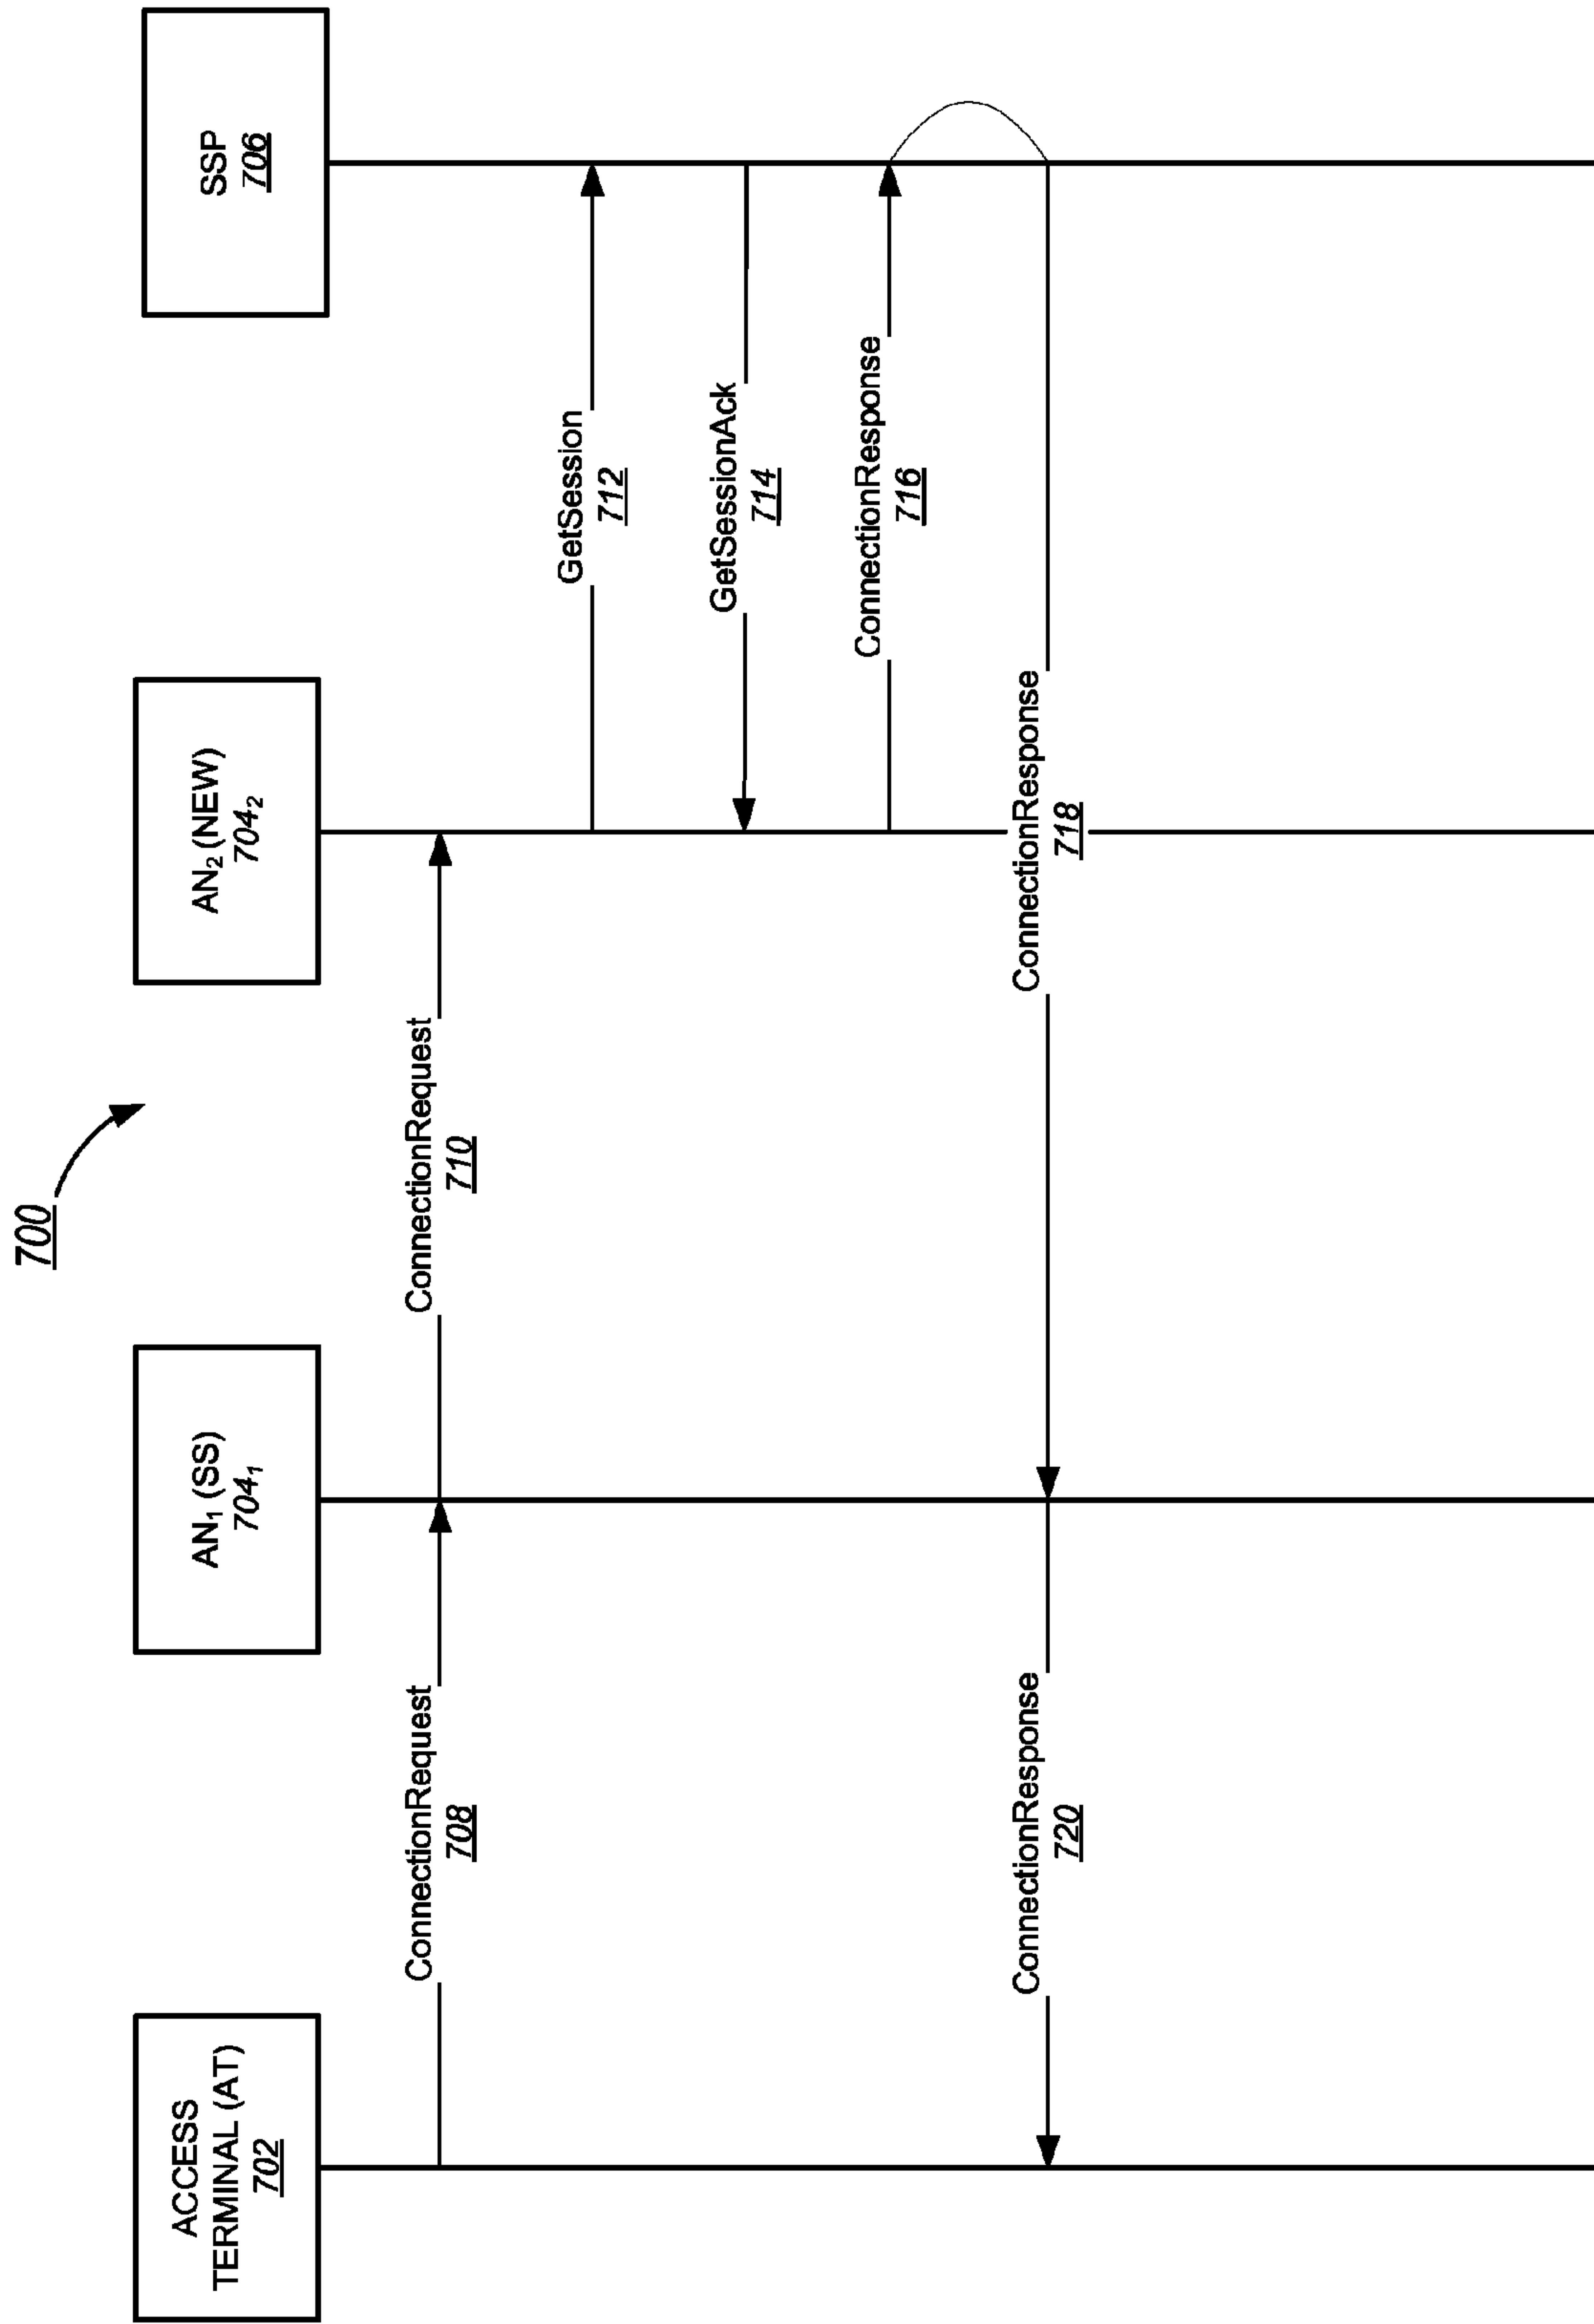 700
ACCESS
TERMINAL (AT)
702
AN₁ (SS)
704₁
AN₂ (NEW)
704₂
SSP
706
ConnectionRequest
708
ConnectionRequest
710
GetSession
712
GetSessionAck
714
ConnectionResponse
716
ConnectionResponse
718
ConnectionResponse
720